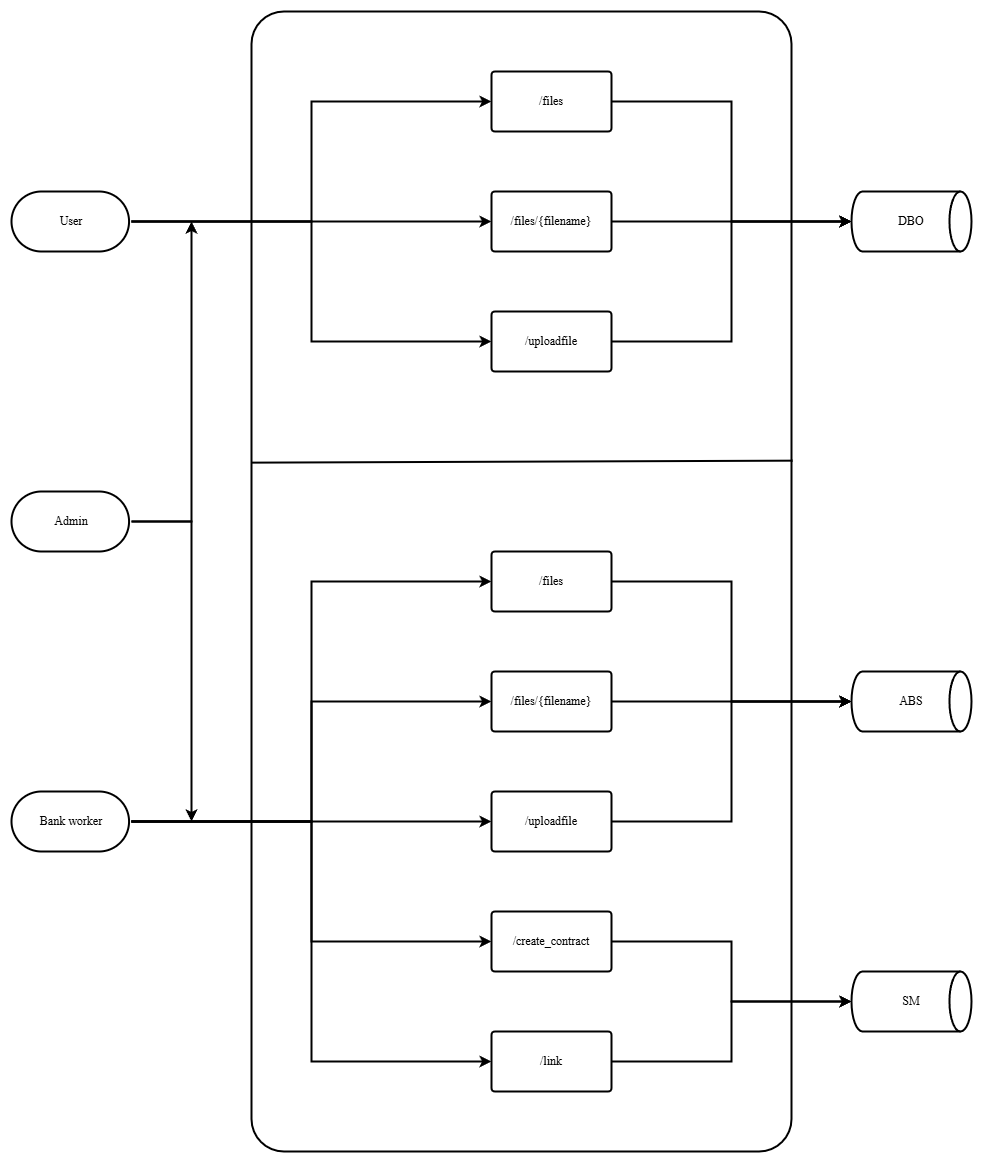 /files
User
/files/{filename}
DBO
/uploadfile
Admin
/files
/files/{filename}
ABS
Bank worker
/uploadfile
/create_contract
SM
/link